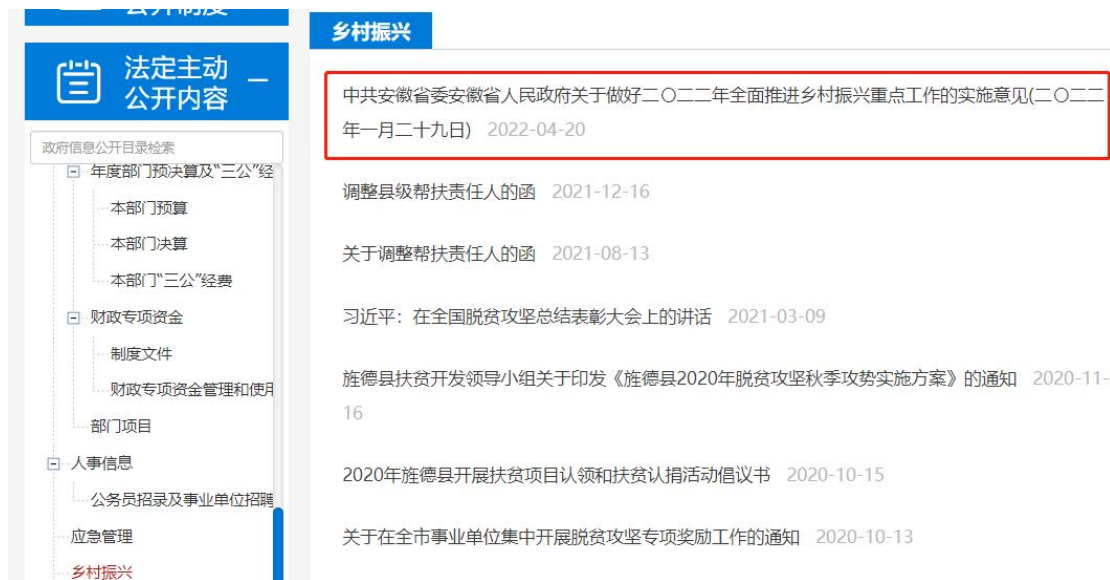 公开制度
法定主动
公开内容
政府信息公开目录检索
年度部门预决算及“三公”经
本部门预算
本部门决算
本部门“三公”经费
财政专项资金
制度文件
财政专项资金管理和使用
部门项目
人事信息
公务员招录及事业单位招聘
应急管理
乡村振兴
乡村振兴
中共安徽省委安徽省人民政府关于做好二〇二二年全面推进乡村振兴重点工作的实施意见(二〇二二
年一月二十九日) 2022-04-20
调整县级帮扶责任人的函 2021-12-16
关于调整帮扶责任人的函 2021-08-13
习近平：在全国脱贫攻坚总结表彰大会上的讲话 2021-03-09
旌德县扶贫开发领导小组关于印发《旌德县2020年脱贫攻坚秋季攻势实施方案》的通知 2020-11-
16
2020年旌德县开展扶贫项目认领和扶贫认捐活动倡议书 2020-10-15
关于在全市事业单位集中开展脱贫攻坚专项奖励工作的通知 2020-10-13